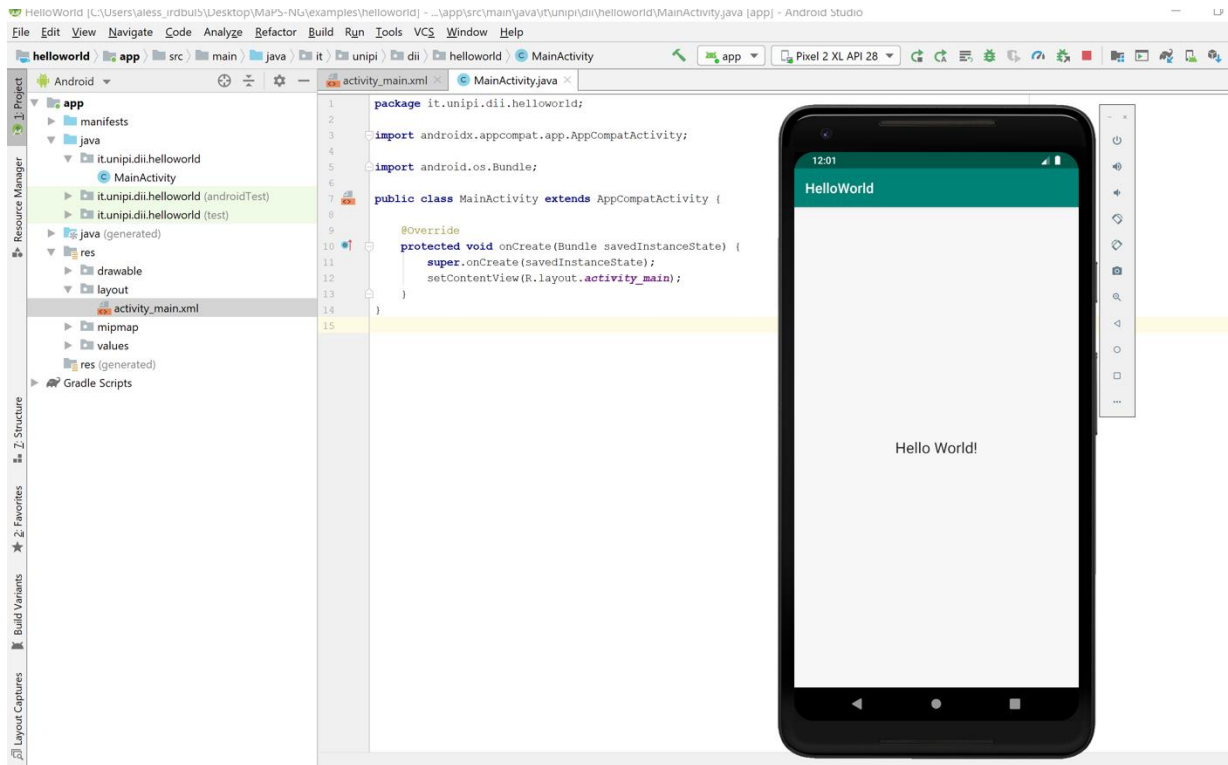 HelloWorld [C:\Users\aless_irdbul5\Desktop\MaPS-NG\examples\helloworld] - ...\app\src\main\java\it\unipi\dii\helloworld\MainActivity.java [app] - Android Studio
File Edit View Navigate Code Analyze Refactor Build Run Tools VCS Window Help
helloworld app src main java it unipi dii helloworld MainActivity app Pixel 2 XL API 28
Android activity_main.xml MainActivity.java
1: Project
Resource Manager
Z: Structure
2: Favorites
Build Variants
Layout Captures
app
manifests
java
it.unipi.dii.helloworld
MainActivity
it.unipi.dii.helloworld (androidTest)
it.unipi.dii.helloworld (test)
java (generated)
res
drawable
layout
activity_main.xml
mipmap
values
res (generated)
Gradle Scripts
1 package it.unipi.dii.helloworld;
2
3 import androidx.appcompat.app.AppCompatActivity;
4
5 import android.os.Bundle;
6
7 public class MainActivity extends AppCompatActivity {
8
9 @Override
10 protected void onCreate(Bundle savedInstanceState) {
11 super.onCreate(savedInstanceState);
12 setContentView(R.layout.activity_main);
13 }
14 }
15
12:01
HelloWorld
Hello World!